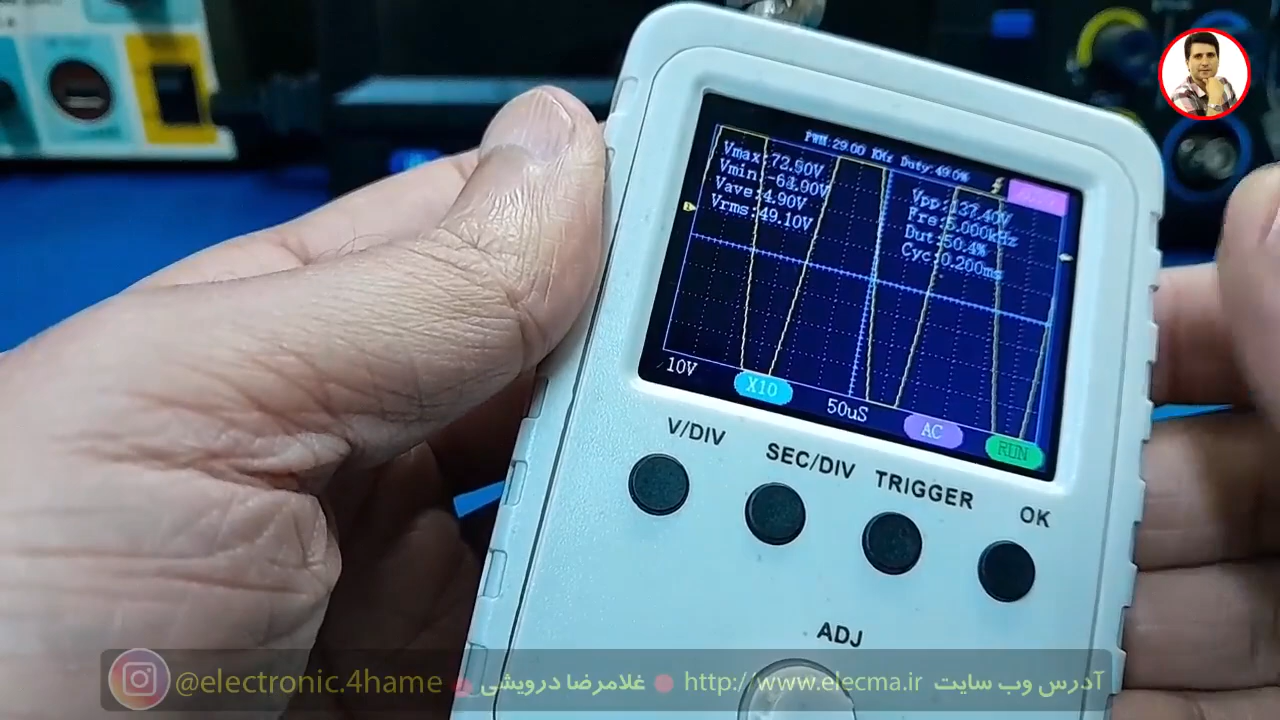 PWM:29.00 KHz Duty:49.0%
Vmax:72.90V
Vmin:-64.90V
Vave:4.90V
Vrms:49.10V
Vpp:137.40V
Fre:5.000kHz
Dut:50.4%
Cyc:0.200ms
10V X10 50uS AC RUN
V/DIV SEC/DIV TRIGGER OK
ADJ
@electronic.4hame غلامرضا درویشی آدرس وب سایت http://www.elecma.ir